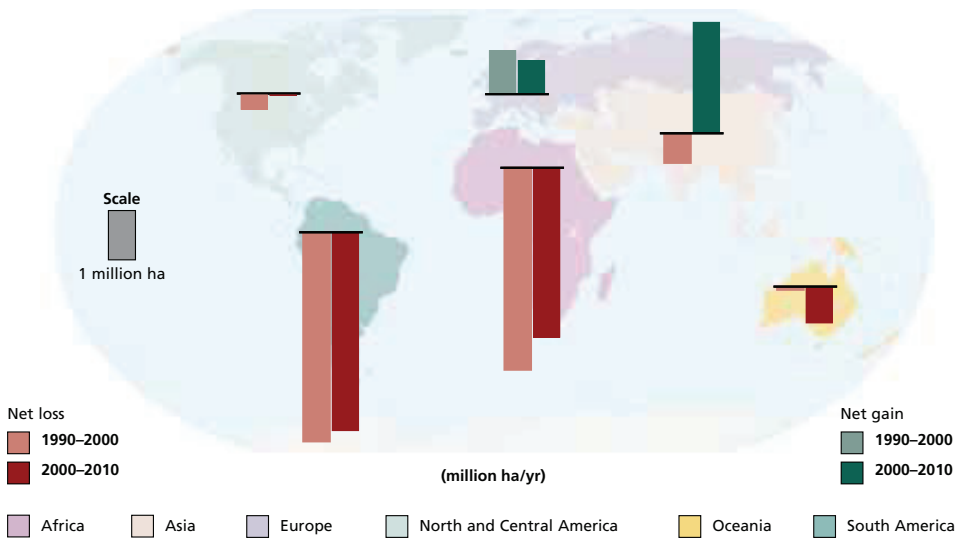 Scale
1 million ha
Net loss
1990–2000
2000–2010
Net gain
1990–2000
2000–2010
(million ha/yr)
Africa
Asia
Europe
North and Central America
Oceania
South America